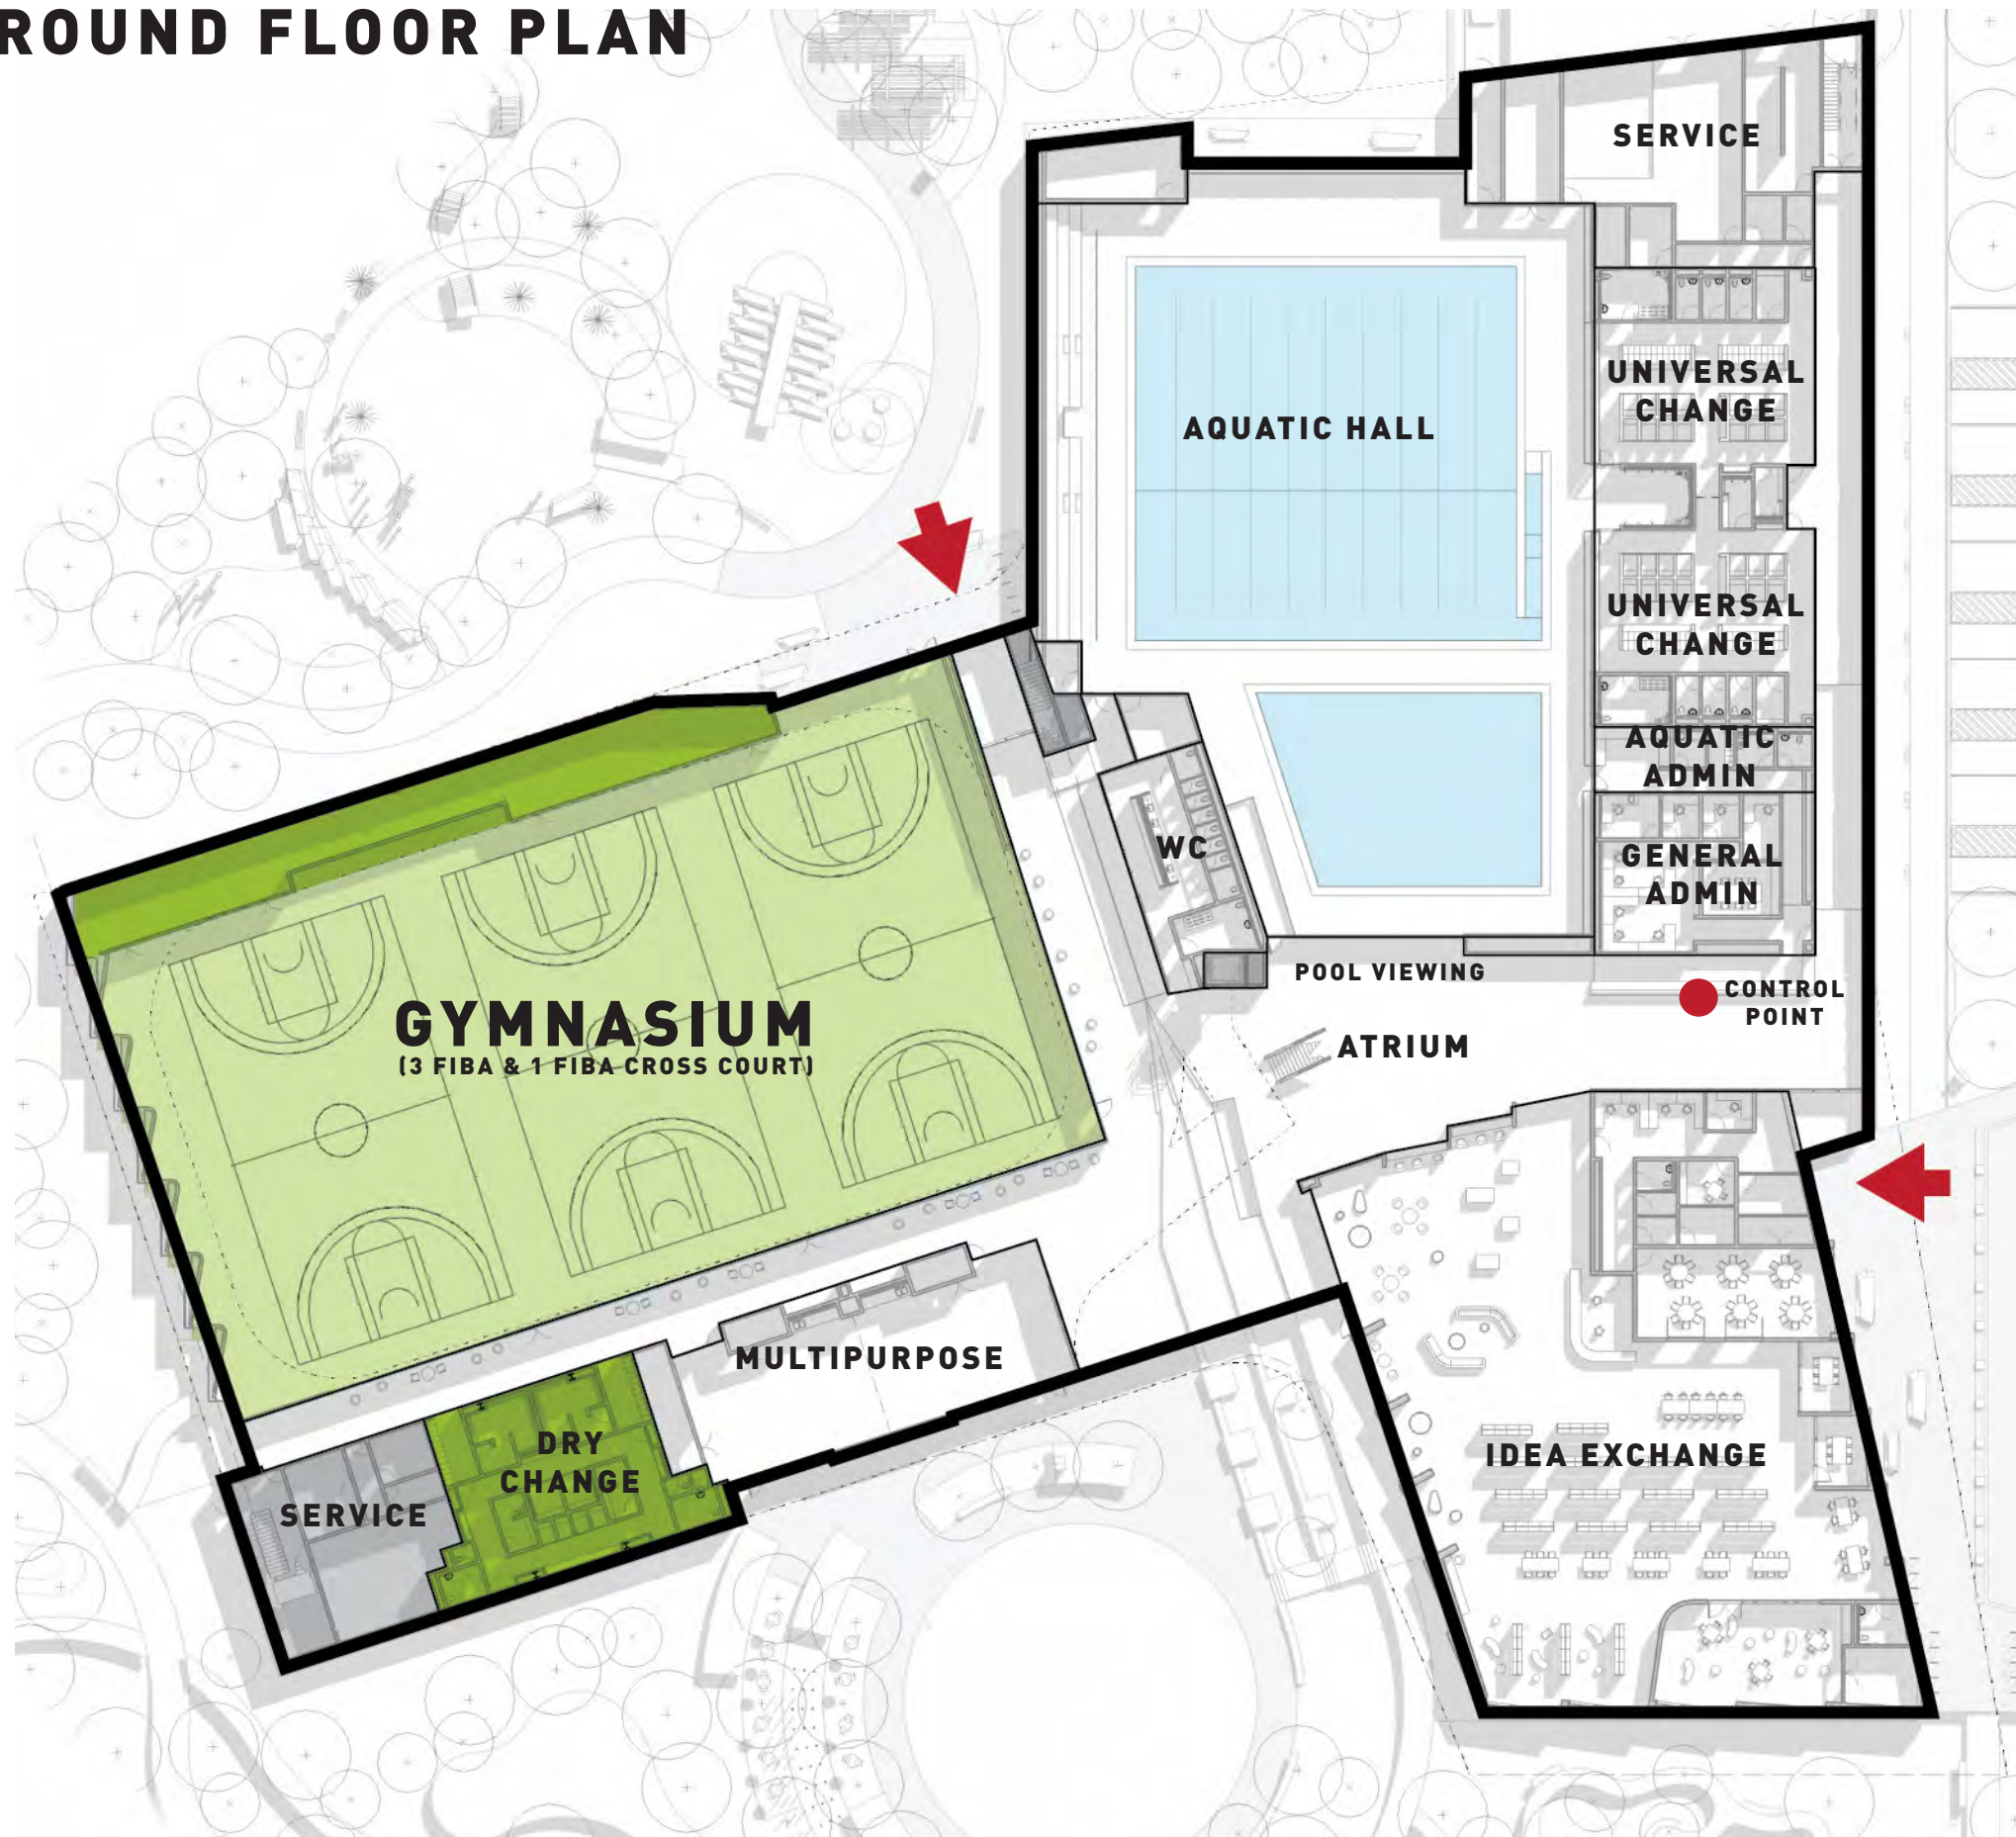 ROUND FLOOR PLAN
SERVICE
UNIVERSAL
CHANGE
AQUATIC HALL
UNIVERSAL
CHANGE
AQUATIC
ADMIN
WC
GENERAL
ADMIN
POOL VIEWING
CONTROL
POINT
GYMNASIUM
(3 FIBA & 1 FIBA CROSS COURT)
ATRIUM
MULTIPURPOSE
DRY
CHANGE
IDEA EXCHANGE
SERVICE